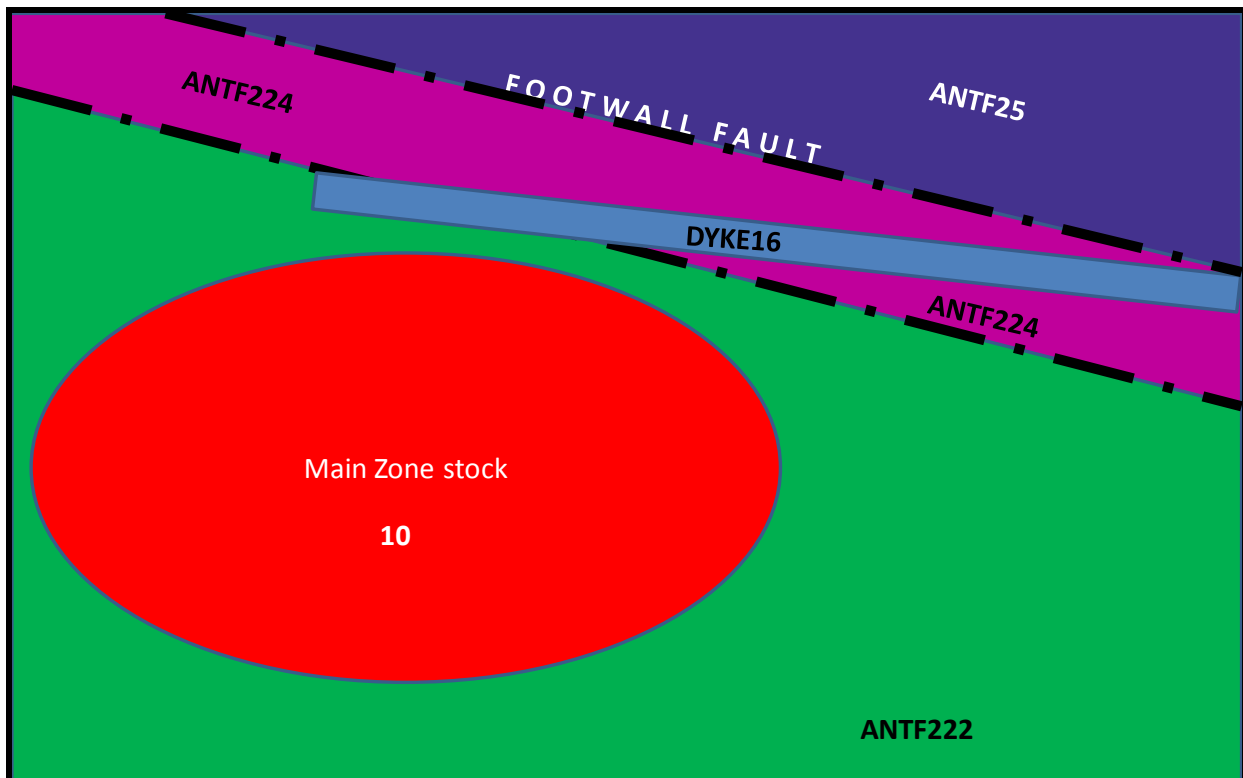 ANTF224
FOOTWALL FAULT
ANTF25
DYKE16
ANTF224
Main Zone stock
10
ANTF222